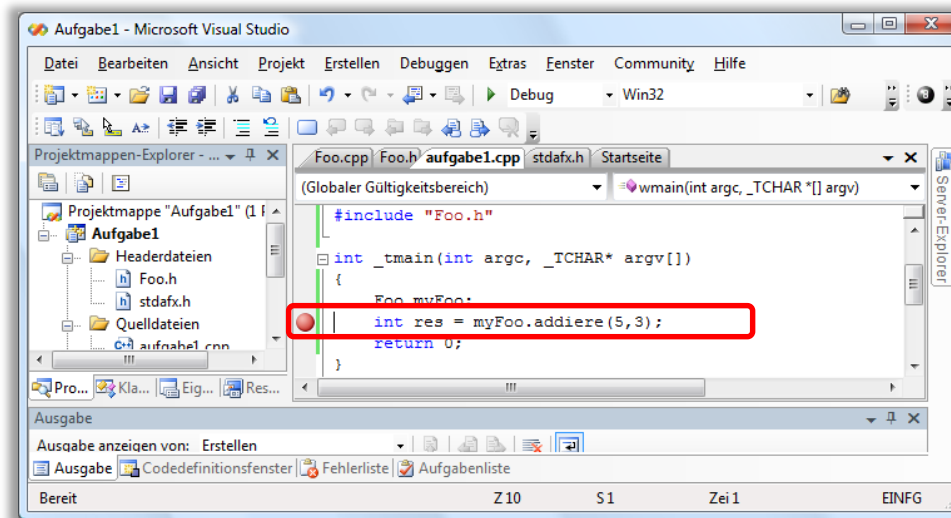 Aufgabe1 - Microsoft Visual Studio
Datei Bearbeiten Ansicht Projekt Erstellen Debuggen Extras Fenster Community Hilfe
Debug Win32
Projektmappen-Explorer - ...
Foo.cpp Foo.h aufgabe1.cpp stdafx.h Startseite
(Globaler Gültigkeitsbereich) wmain(int argc, _TCHAR *[] argv)
Server-Explorer
Projektmappe "Aufgabe1" (1
Aufgabe1
Headerdateien
Foo.h
stdafx.h
Quelldateien
aufgabe1.cpp
#include "Foo.h"
int _tmain(int argc, _TCHAR* argv[])
{
Foo myFoo;
int res = myFoo.addiere(5,3);
return 0;
}
Pro... Kla... Eig... Res...
Ausgabe
Ausgabe anzeigen von: Erstellen
Ausgabe Codedefinitionsfenster Fehlerliste Aufgabenliste
Bereit Z 10 S 1 Zei 1 EINFG